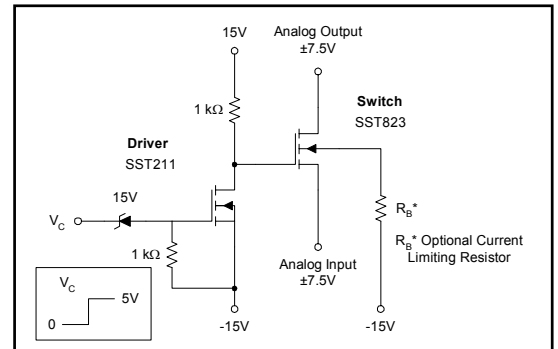 15V
Analog Output
±7.5V
Switch
SST823
1 kΩ
Driver
SST211
15V
V_C
R_B*
R_B* Optional Current
Limiting Resistor
1 kΩ
Analog Input
±7.5V
V_C
5V
0
-15V
-15V